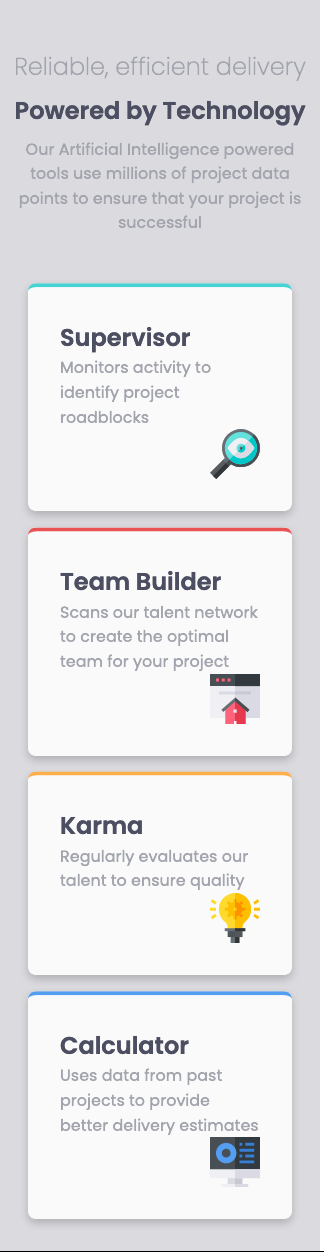 Reliable, efficient delivery
Powered by Technology
Our Artificial Intelligence powered
tools use millions of project data
points to ensure that your project is
successful
Supervisor
Monitors activity to
identify project
roadblocks
Team Builder
Scans our talent network
to create the optimal
team for your project
Karma
Regularly evaluates our
talent to ensure quality
Calculator
Uses data from past
projects to provide
better delivery estimates